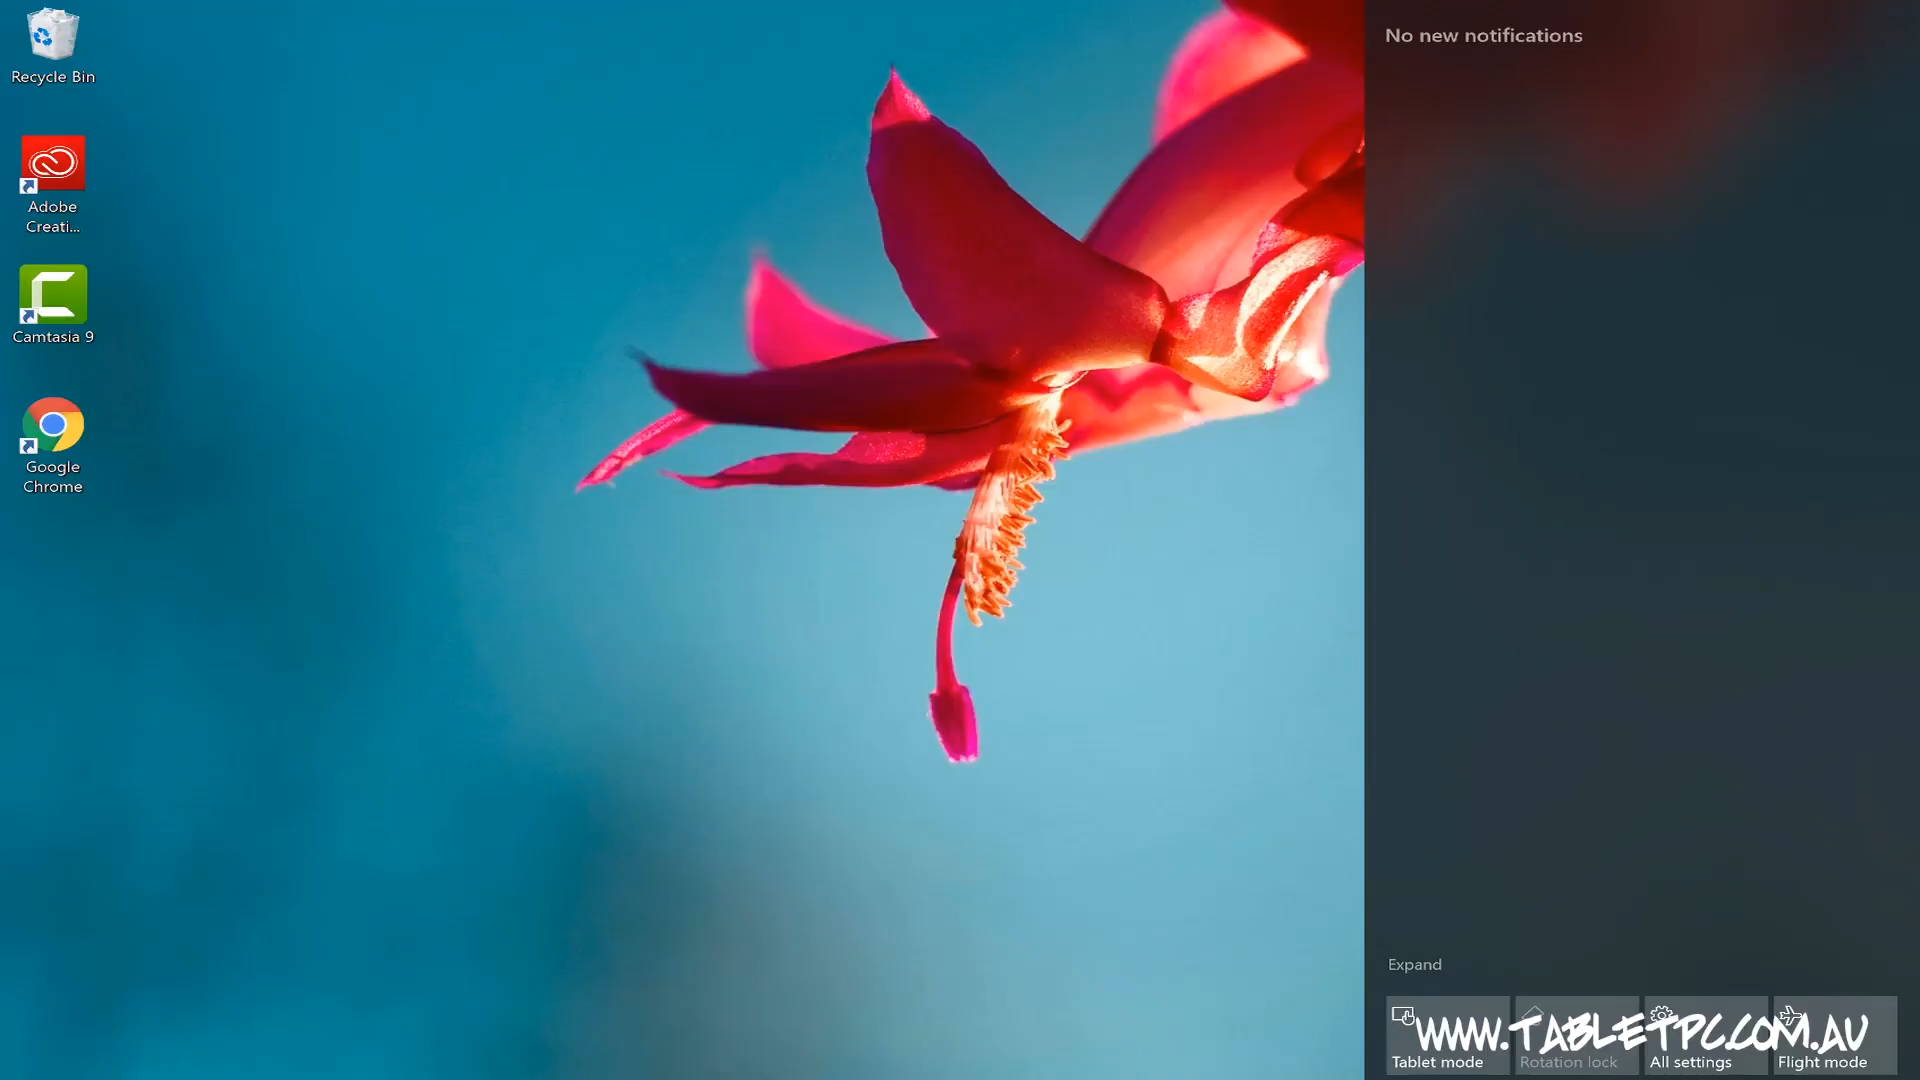 Recycle Bin
Adobe
Creati...
Camtasia 9
Google
Chrome
No new notifications
Expand
Tablet mode
Rotation lock
All settings
Flight mode
WWW.TABLETPC.COM.AU